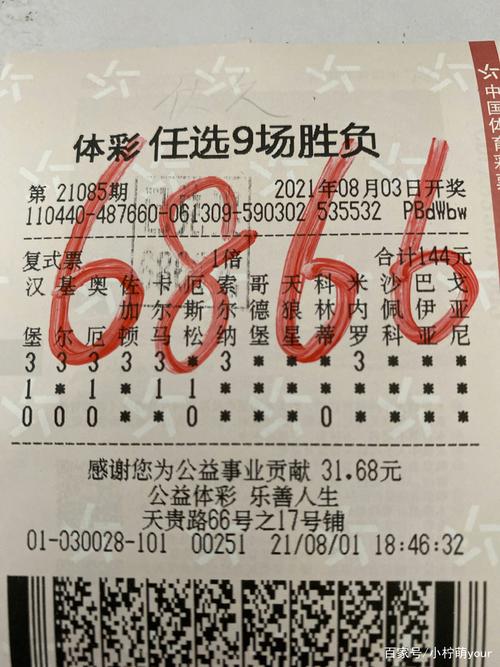 体彩 任选9场胜负
第 21085期 2021年08月03日开奖
110440-487660-061309-590302 535532 PBdWbw
6866
复式票 1倍 合计144元
汉 基 奥 佐 卡 厄 索 哥 天 科 米 沙 巴 戈
加 尔 斯 尔 德 狼 林 内 佩 伊 亚
堡 尔 厄 顿 马 松 纳 堡 星 蒂 罗 科 亚 尼
3 3 3 3 3 * 3 * * * 3 * * *
1 * 1 * 1 1 * * * * * * * *
0 0 0 * * 0 * * * 0 * * * *
感谢您为公益事业贡献 31.68元
公益体彩 乐善人生
天贵路66号之17号铺
01-030028-101 00251 21/08/01 18:46:32
中国体育彩票
百家号/小柠萌your